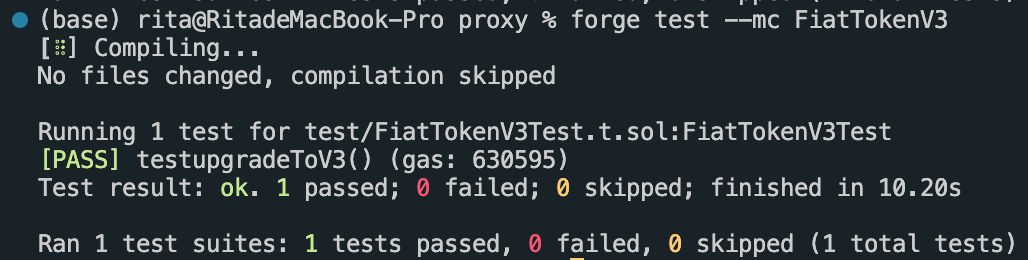 (base) rita@RitadeMacBook-Pro proxy % forge test --mc FiatTokenV3
[⠿] Compiling...
No files changed, compilation skipped
Running 1 test for test/FiatTokenV3Test.t.sol:FiatTokenV3Test
[PASS] testupgradeToV3() (gas: 630595)
Test result: ok. 1 passed; 0 failed; 0 skipped; finished in 10.20s
Ran 1 test suites: 1 tests passed, 0 failed, 0 skipped (1 total tests)